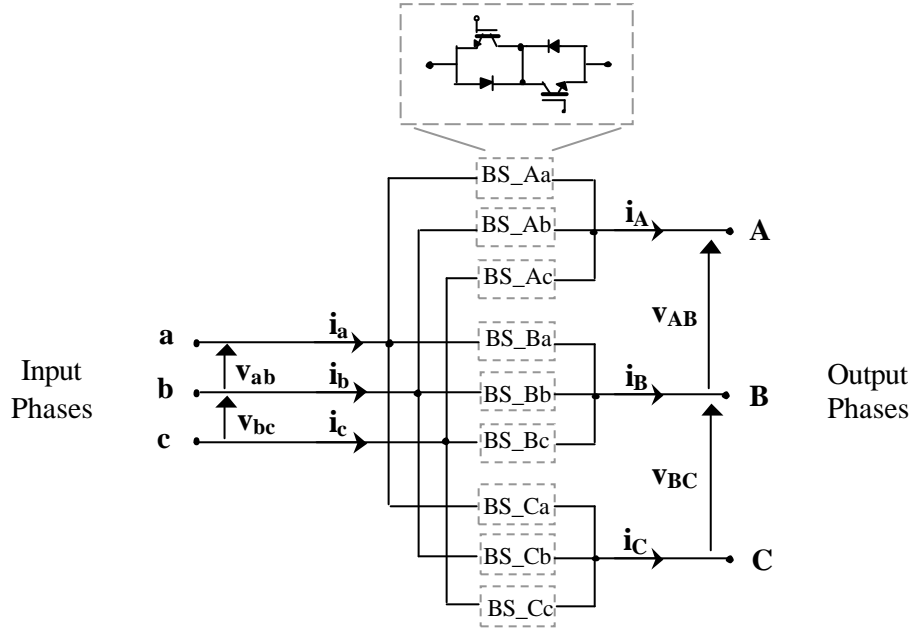 BS_Aa
BS_Ab
i_A
A
BS_Ac
v_AB
a
i_a
BS_Ba
Input
Phases
v_ab
b
i_b
BS_Bb
i_B
B
Output
Phases
v_bc
c
i_c
BS_Bc
v_BC
BS_Ca
BS_Cb
i_C
C
BS_Cc